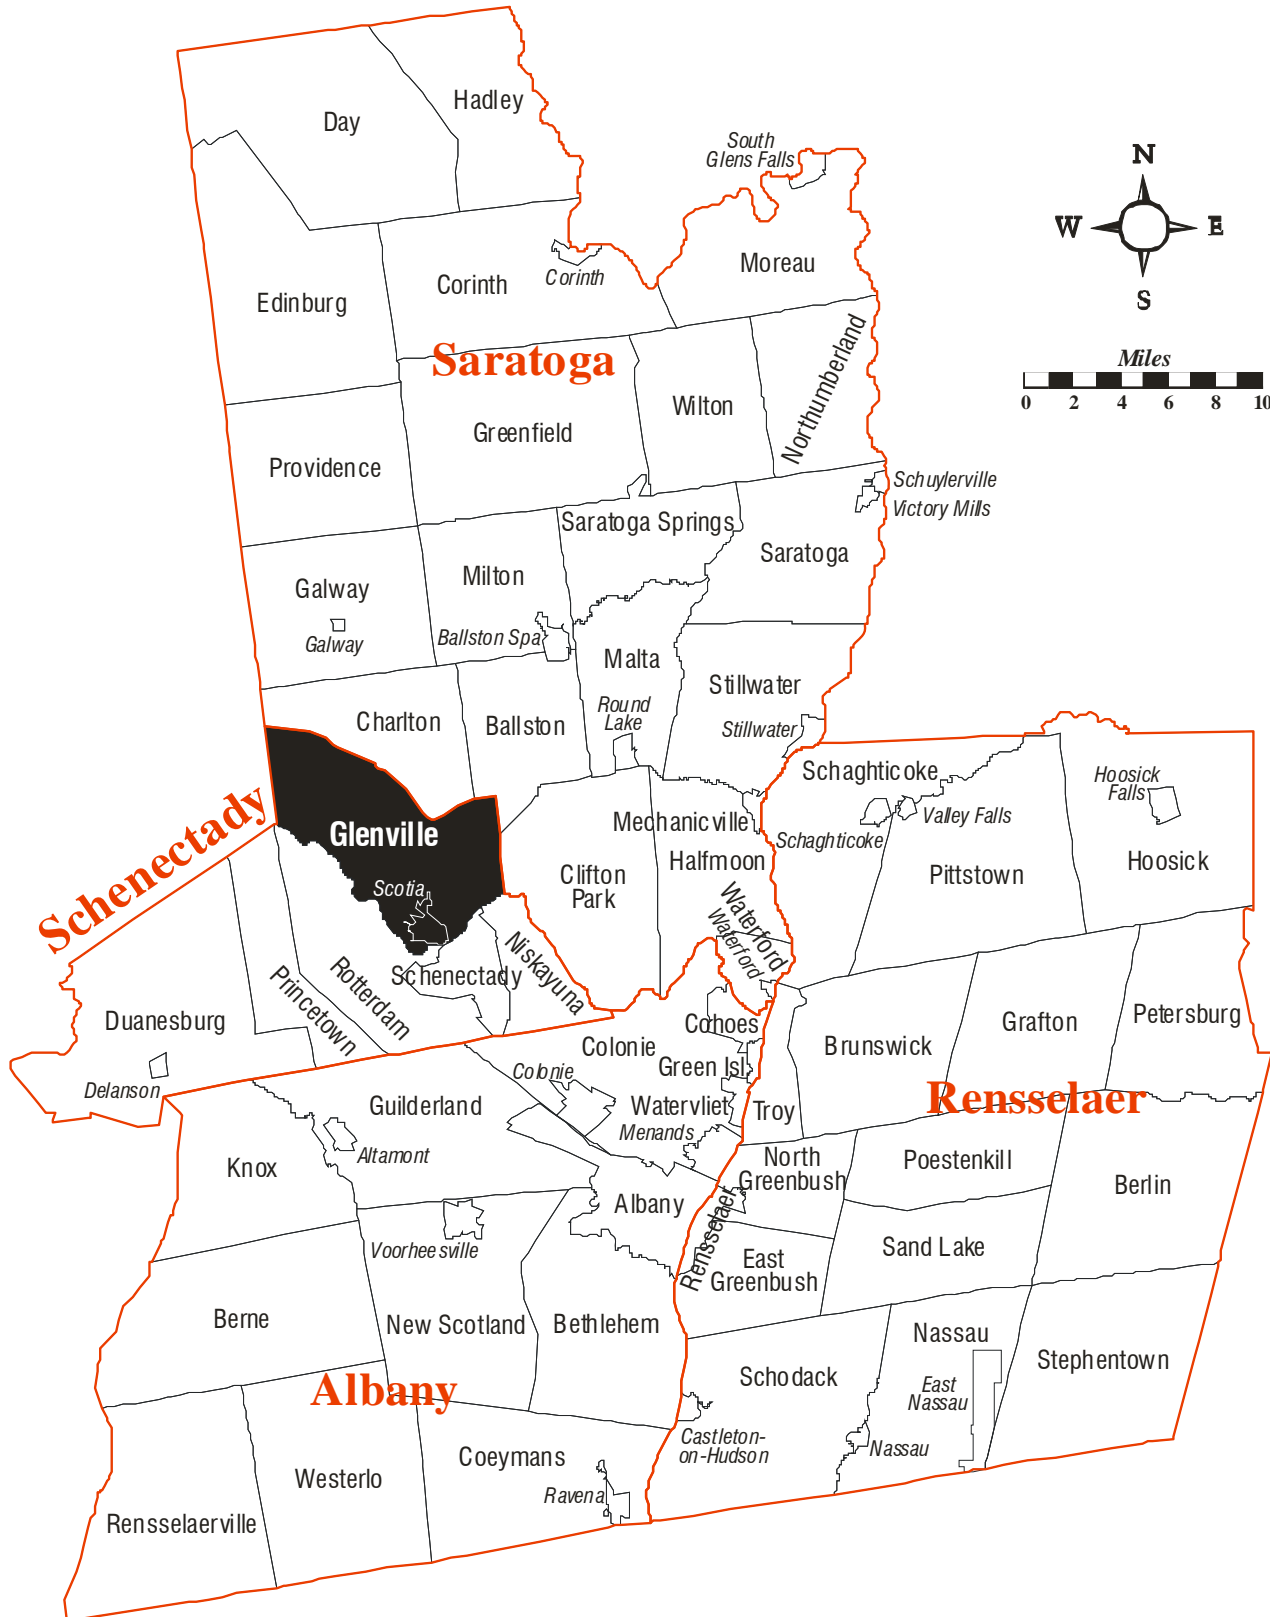 Hadley
Day
South
Glens Falls
N
W
E
S
Moreau
Corinth
Corinth
Edinburg
Miles
0 2 4 6 8 10
Saratoga
Northumberland
Wilton
Greenfield
Providence
Schuylerville
Victory Mills
Saratoga Springs
Saratoga
Milton
Galway
Galway
Ballston Spa
Malta
Stillwater
Round
Lake
Stillwater
Charlton
Ballston
Schaghticoke
Hoosick
Falls
Schenectady
Glenville
Mechanicville
Schaghticoke
Valley Falls
Halfmoon
Hoosick
Clifton
Park
Pittstown
Scotia
Waterford
Waterford
Niskayuna
Schenectady
Rotterdam
Princetown
Duanesburg
Delanson
Cohoes
Colonie
Green Isl
Colonie
Brunswick
Grafton
Petersburg
Rensselaer
Guilderland
Watervliet
Troy
Menands
Altamont
Knox
North
Greenbush
Poestenkill
Berlin
Albany
Rensselaer
Voorheesville
Sand Lake
East
Greenbush
Berne
New Scotland
Bethlehem
Nassau
Stephentown
Schodack
Albany
East
Nassau
Castleton-
on-Hudson
Nassau
Coeymans
Westerlo
Ravena
Rensselaerville